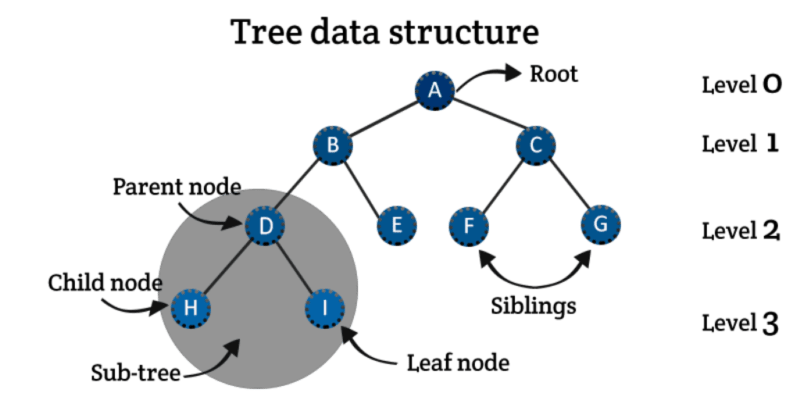 Tree data structure
A
Root
Level 0
B
C
Level 1
Parent node
D
E
F
G
Level 2
Child node
H
I
Siblings
Level 3
Sub-tree
Leaf node